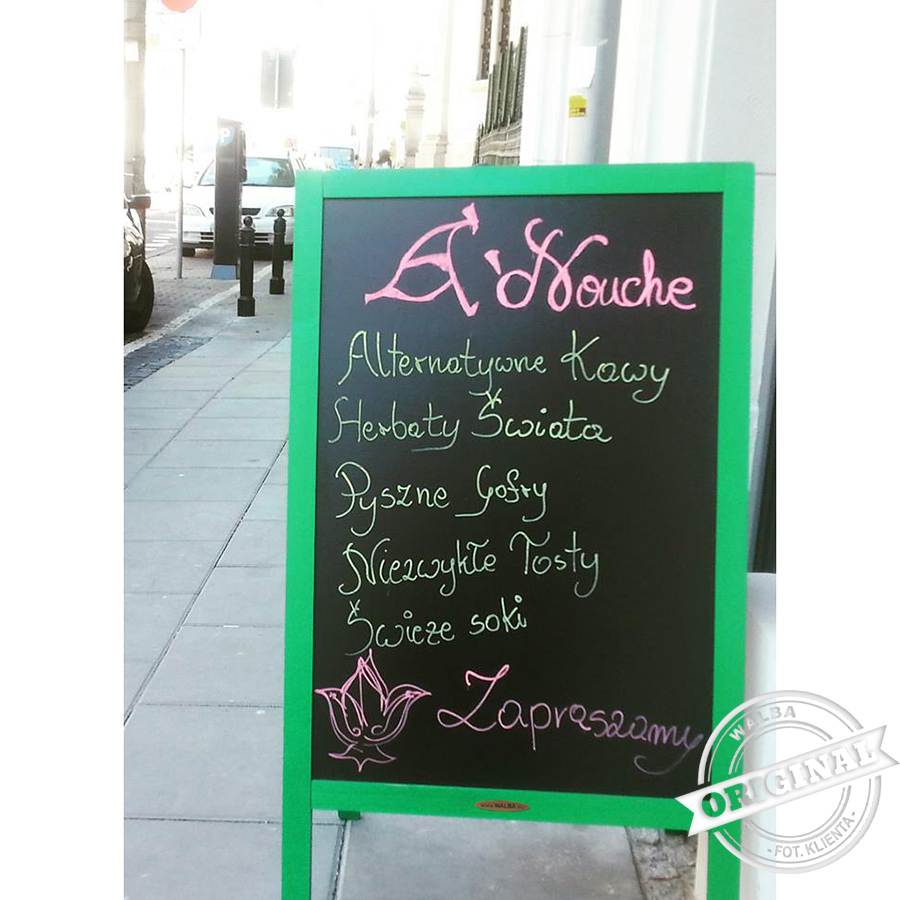 P
A'Nouche
Alternatywne Kawy
Herbaty Świata
Pyszne Gofry
Niezwykłe Tosty
Świeże soki
Zapraszamy
WALBA
ORIGINAL
- FOT. KLIENTA -